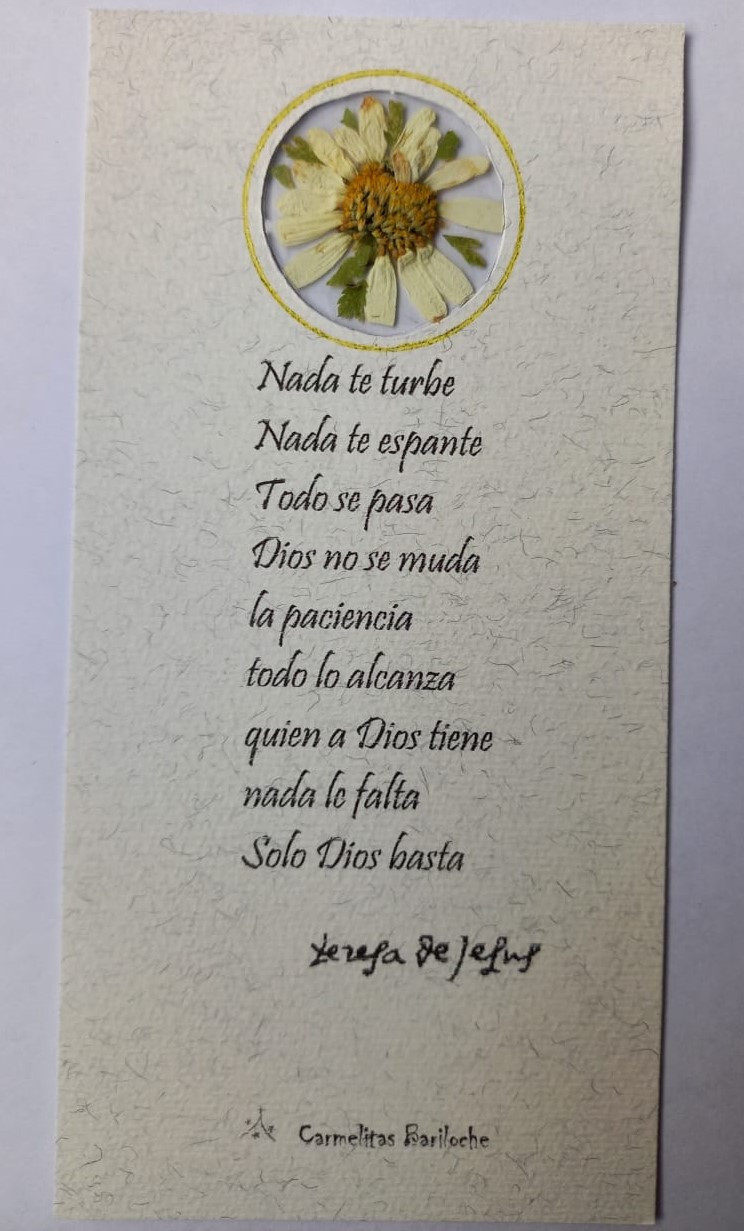 Nada te turbe
Nada te espante
Todo se pasa
Dios no se muda
la paciencia
todo lo alcanza
quien a Dios tiene
nada le falta
Solo Dios basta
teresa de Jesus
Carmelitas Bariloche